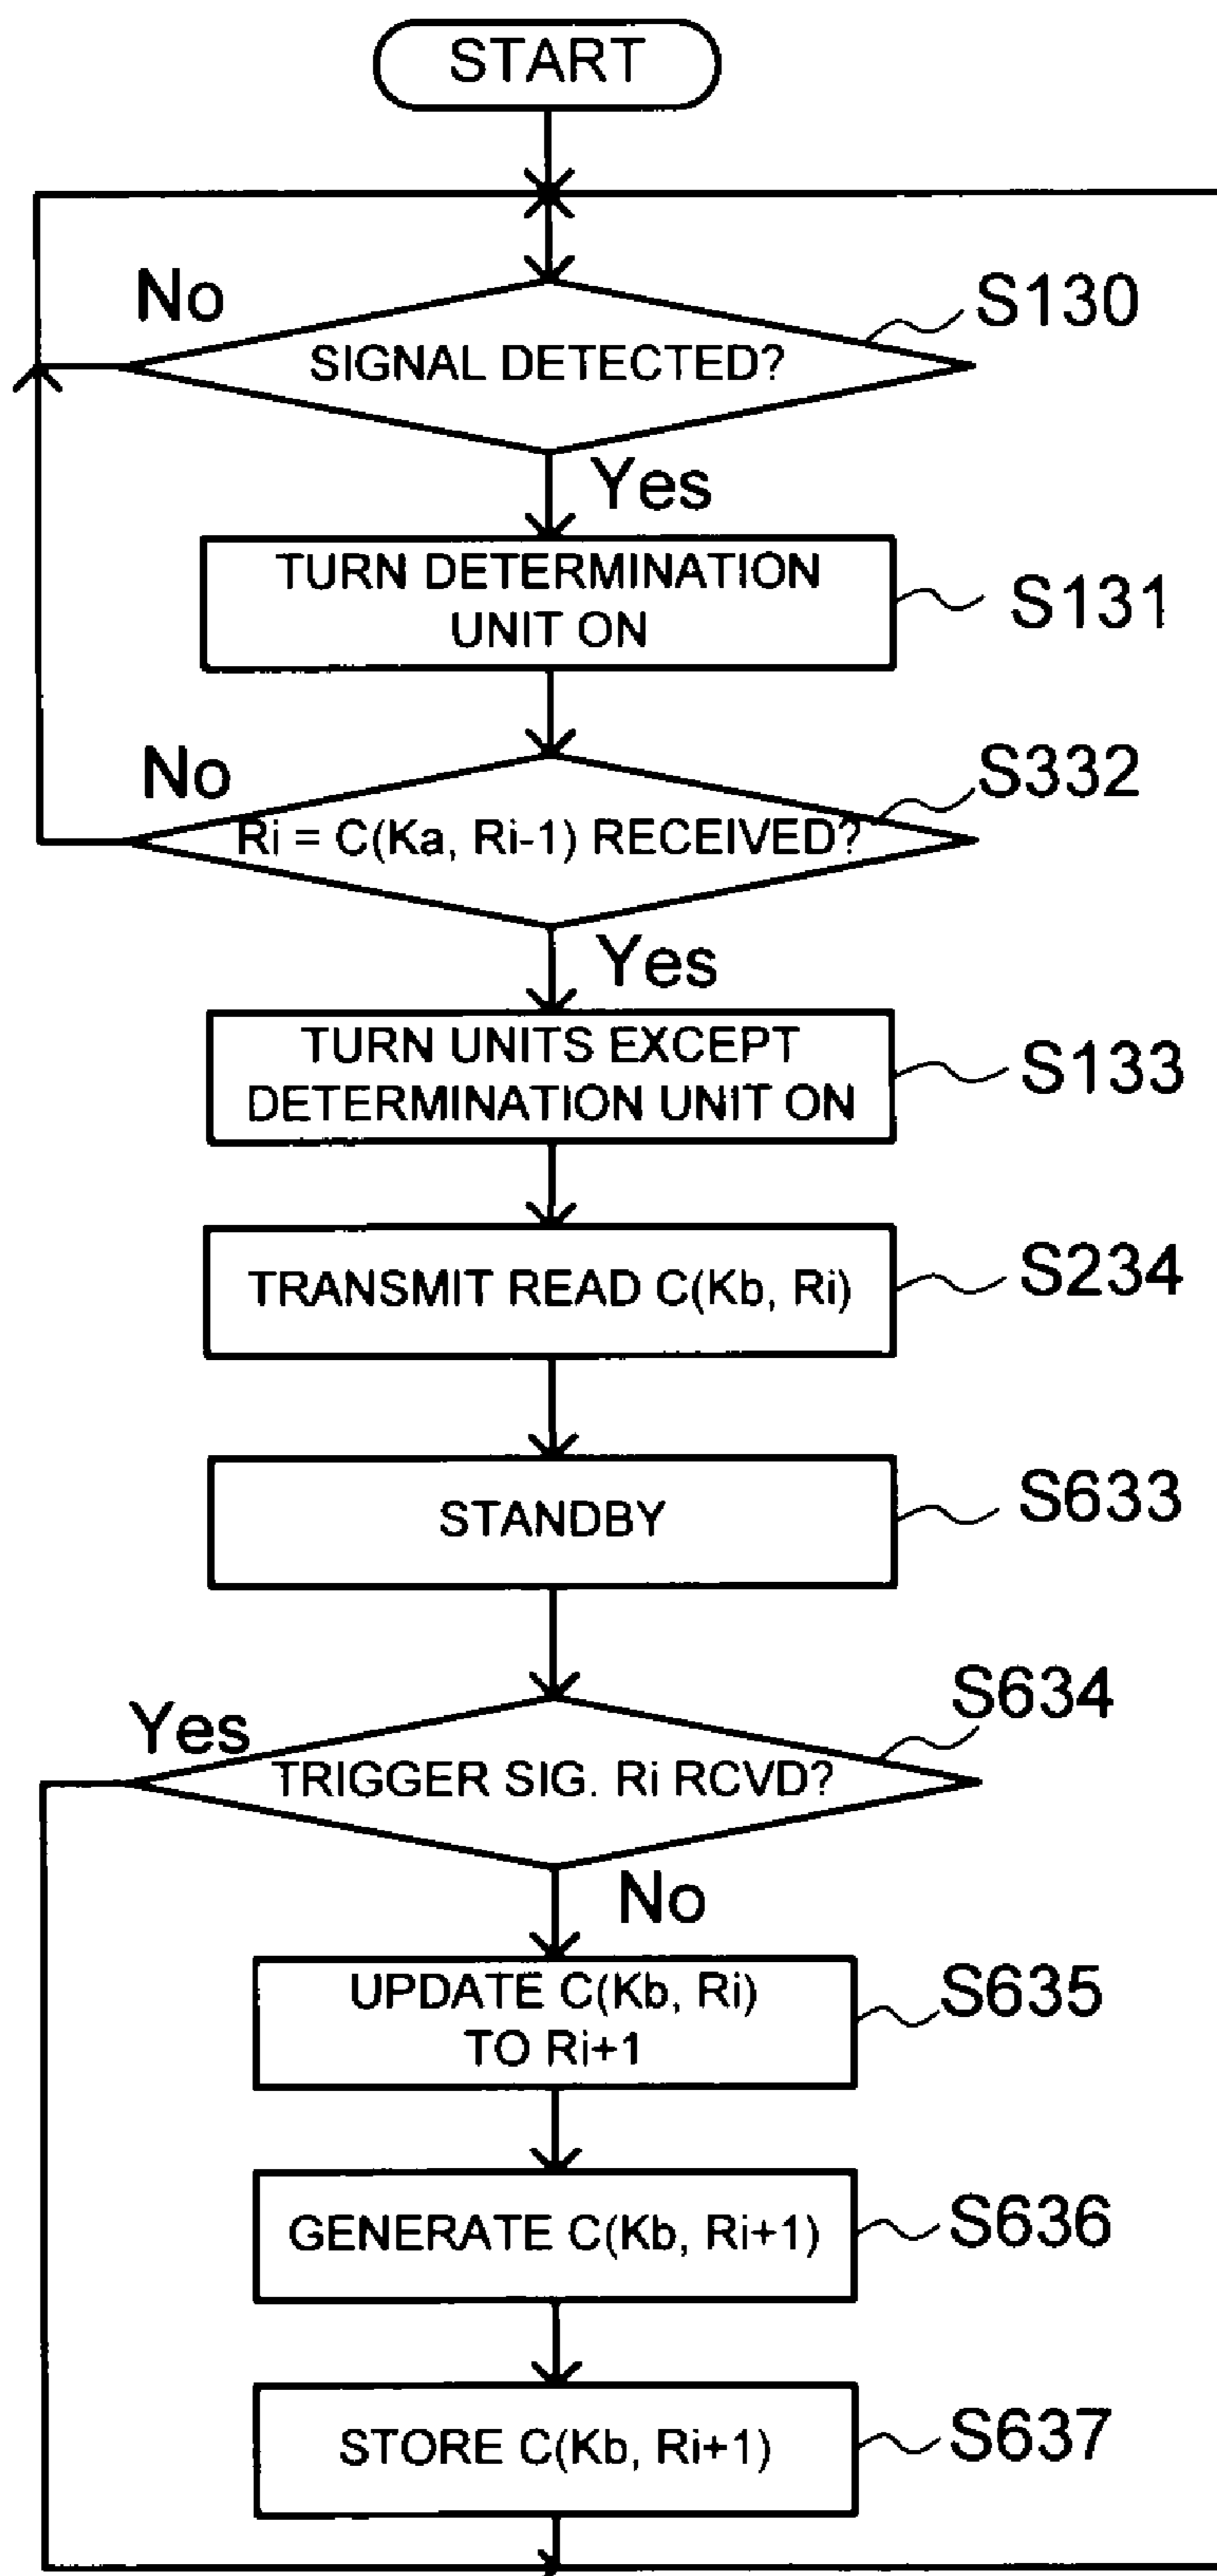 START
No
S130
SIGNAL DETECTED?
Yes
TURN DETERMINATION
UNIT ON
S131
No
S332
Ri = C(Ka, Ri-1) RECEIVED?
Yes
TURN UNITS EXCEPT
DETERMINATION UNIT ON
S133
TRANSMIT READ C(Kb, Ri)
S234
STANDBY
S633
S634
Yes
TRIGGER SIG. Ri RCVD?
No
UPDATE C(Kb, Ri)
TO Ri+1
S635
GENERATE C(Kb, Ri+1)
S636
STORE C(Kb, Ri+1)
S637